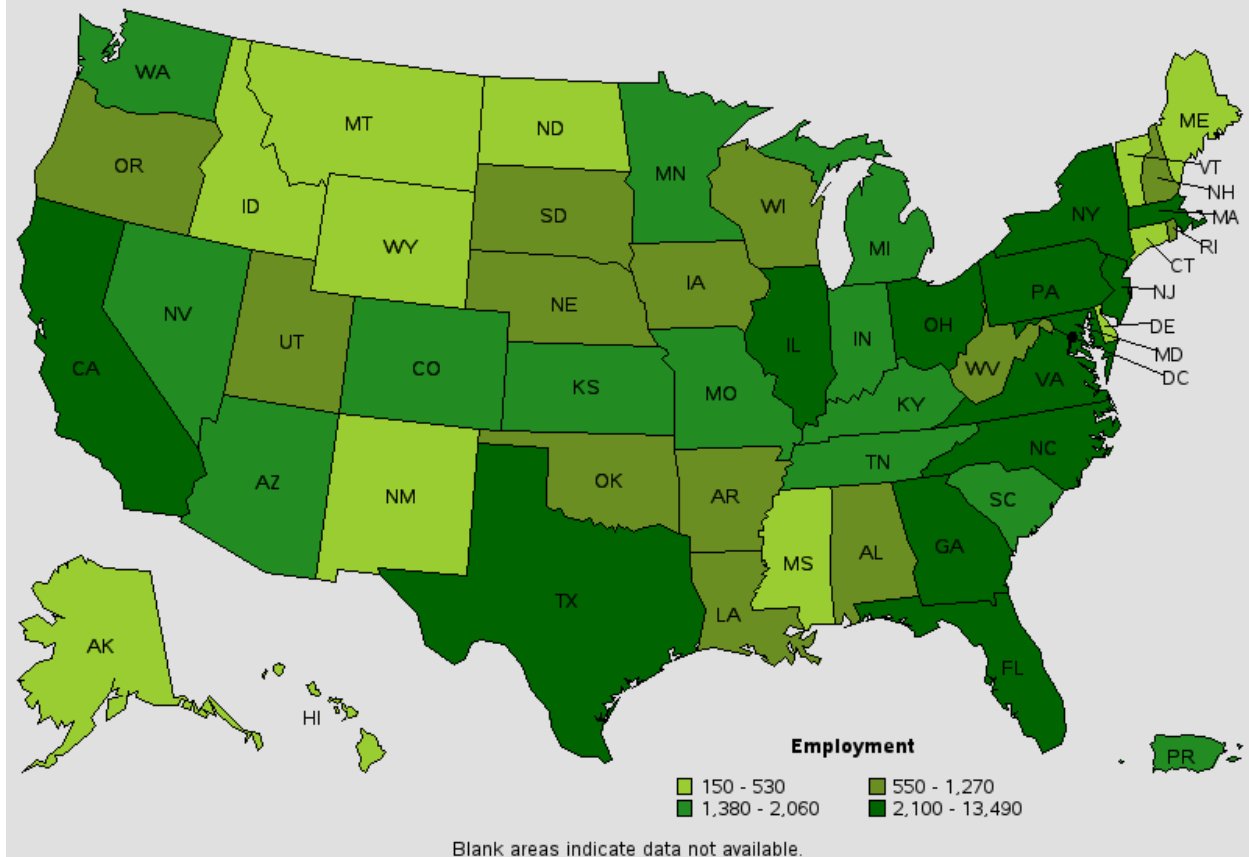 WA
MT
ND
ME
OR
MN
VT
ID
SD
WI
NH
NY
MA
WY
MI
RI
CT
IA
PA
NJ
NE
NV
OH
UT
IL
IN
DE
CA
CO
WV
MD
VA
DC
KS
MO
KY
NC
TN
AZ
NM
OK
AR
SC
MS
AL
GA
TX
LA
AK
FL
HI
PR
Employment
150 - 530 550 - 1,270
1,380 - 2,060 2,100 - 13,490
Blank areas indicate data not available.